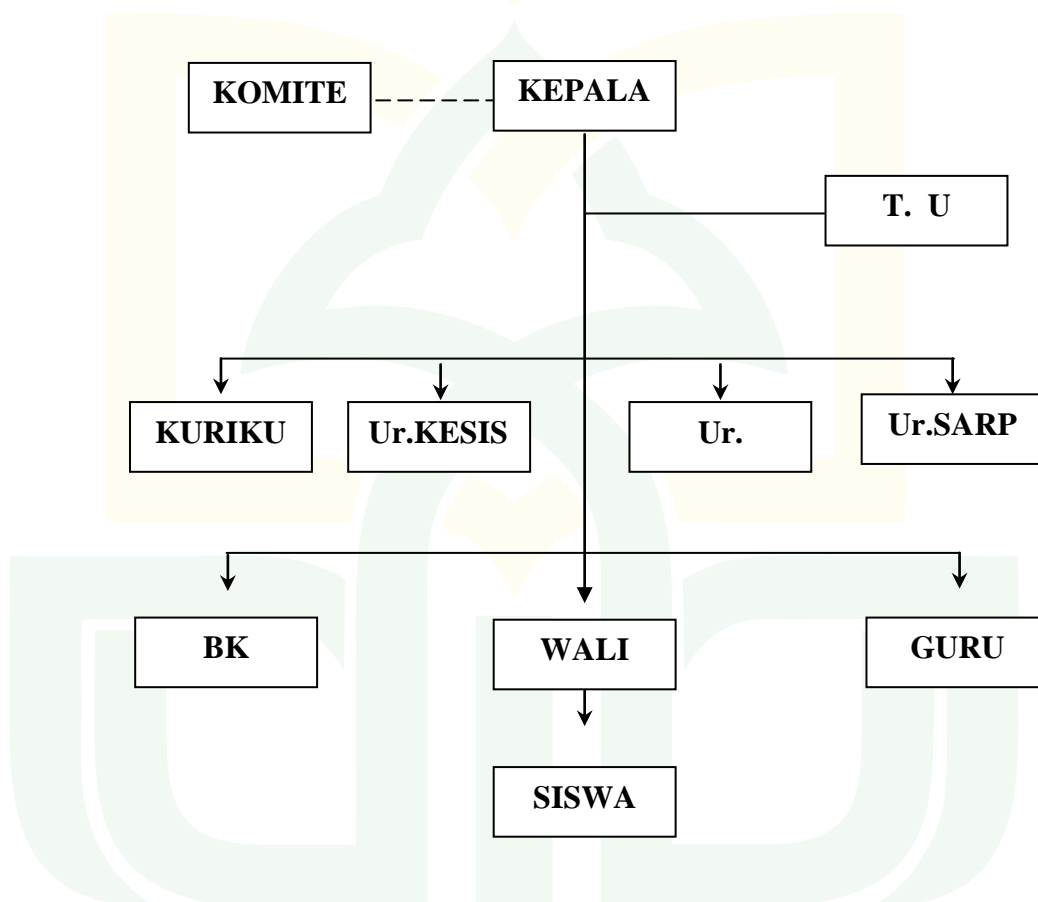 KOMITE
KEPALA
T. U
KURIKU
Ur.KESIS
Ur.
Ur.SARP
BK
WALI
GURU
SISWA